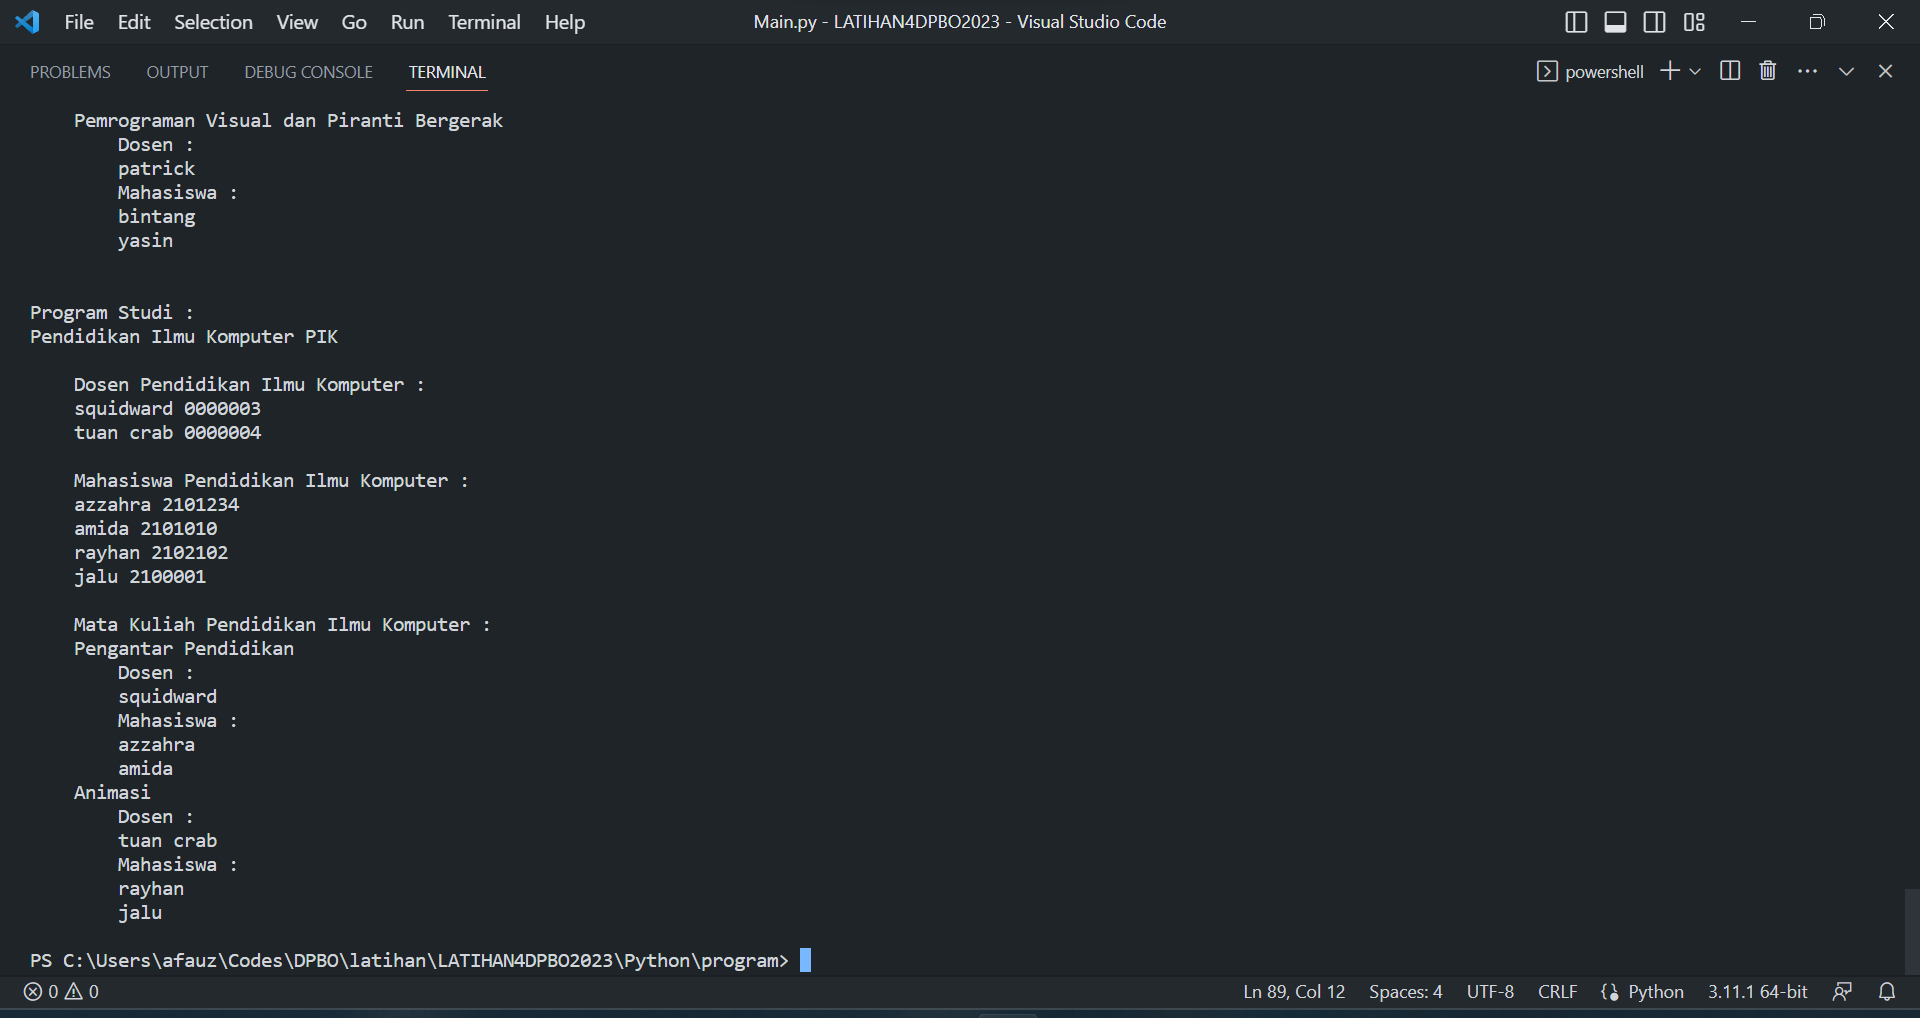 File Edit Selection View Go Run Terminal Help Main.py - LATIHAN4DPBO2023 - Visual Studio Code
PROBLEMS OUTPUT DEBUG CONSOLE TERMINAL powershell
Pemrograman Visual dan Piranti Bergerak
Dosen :
patrick
Mahasiswa :
bintang
yasin
Program Studi :
Pendidikan Ilmu Komputer PIK
Dosen Pendidikan Ilmu Komputer :
squidward 0000003
tuan crab 0000004
Mahasiswa Pendidikan Ilmu Komputer :
azzahra 2101234
amida 2101010
rayhan 2102102
jalu 2100001
Mata Kuliah Pendidikan Ilmu Komputer :
Pengantar Pendidikan
Dosen :
squidward
Mahasiswa :
azzahra
amida
Animasi
Dosen :
tuan crab
Mahasiswa :
rayhan
jalu
PS C:\Users\afauz\Codes\DPBO\latihan\LATIHAN4DPBO2023\Python\program>
0 0 Ln 89, Col 12 Spaces: 4 UTF-8 CRLF Python 3.11.1 64-bit